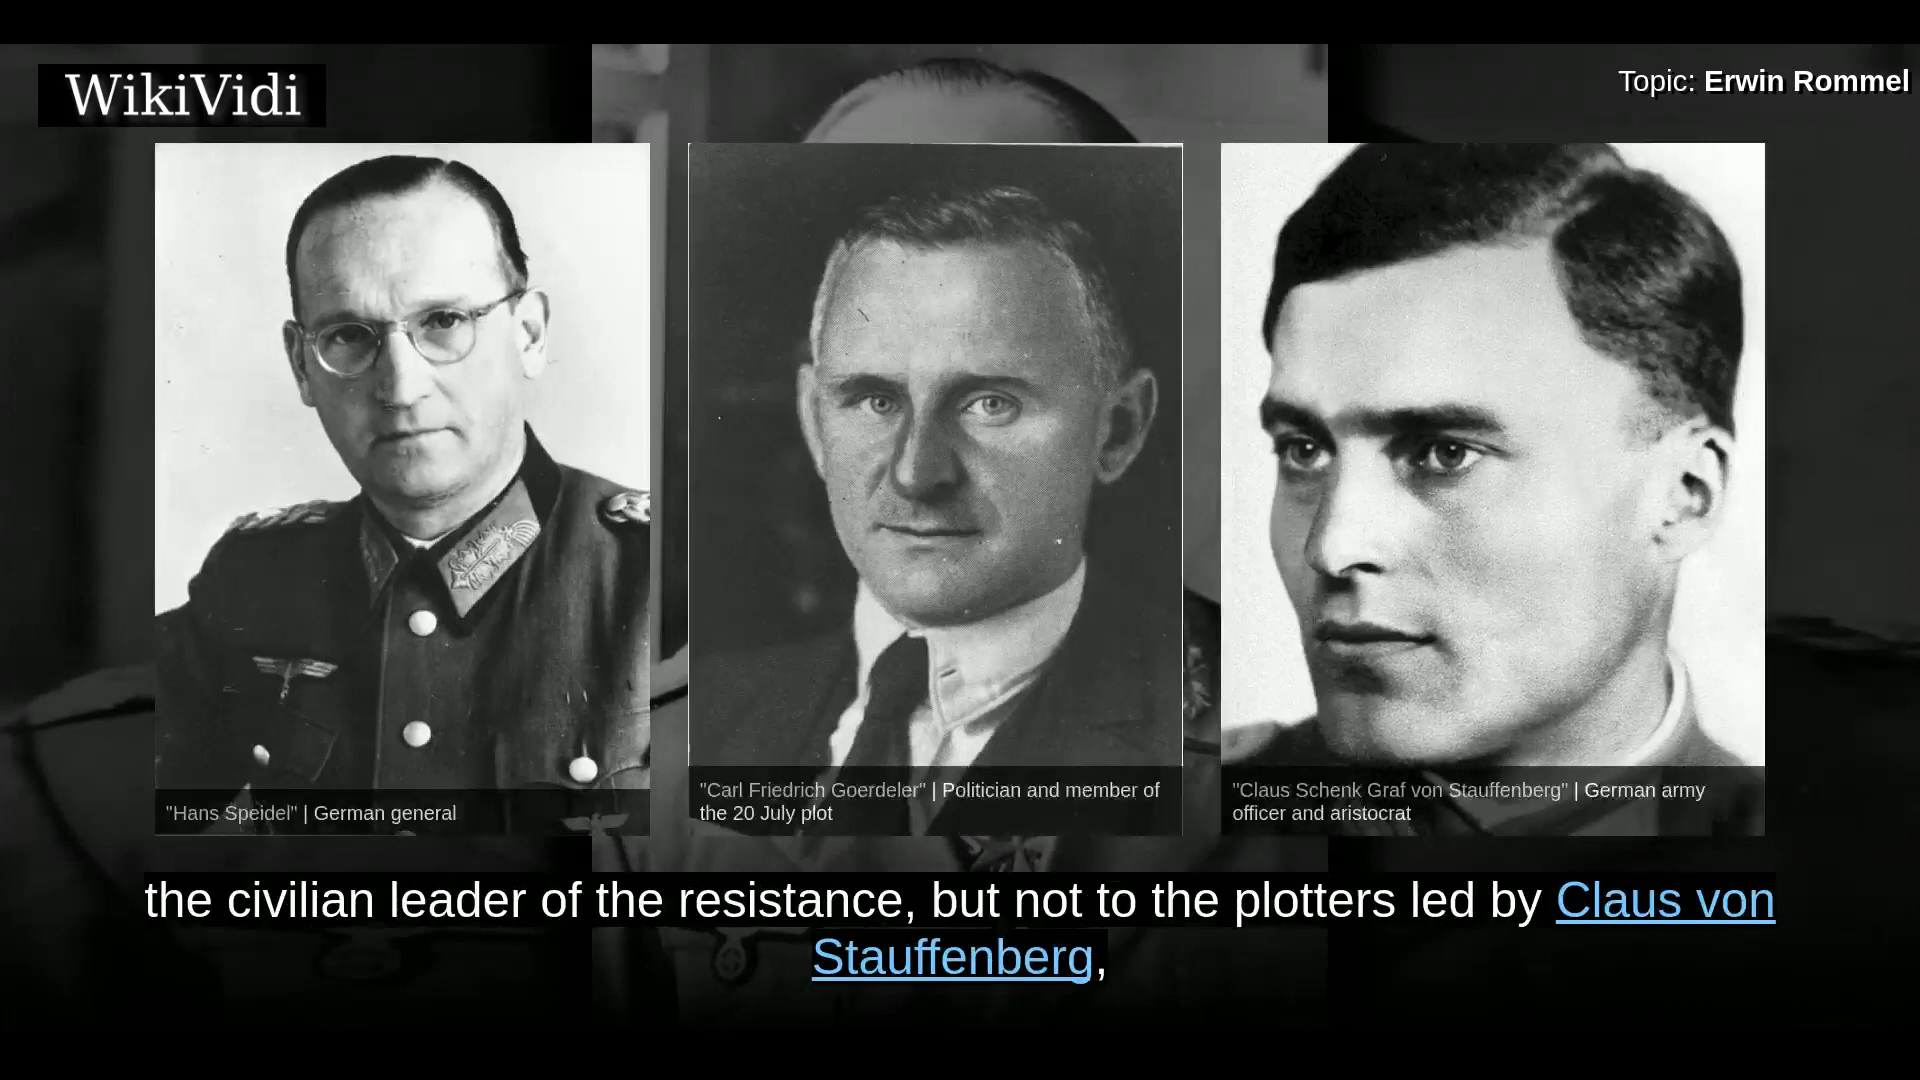 WikiVidi
Topic: Erwin Rommel
"Hans Speidel" | German general
"Carl Friedrich Goerdeler" | Politician and member of
the 20 July plot
"Claus Schenk Graf von Stauffenberg" | German army
officer and aristocrat
the civilian leader of the resistance, but not to the plotters led by Claus von
Stauffenberg,